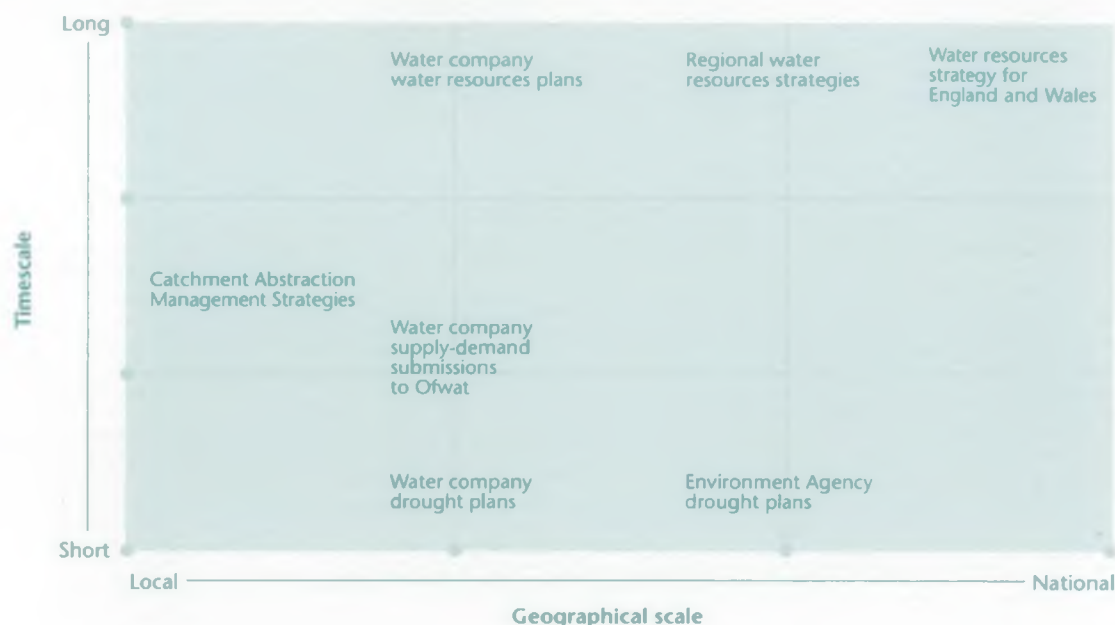 Long
Water company
water resources plans
Regional water
resources strategies
Water resources
strategy for
England and Wales
Timescale
Catchment Abstraction
Management Strategies
Water company
supply-demand
submissions
to Ofwat
Water company
drought plans
Environment Agency
drought plans
Short
Local
National
Geographical scale